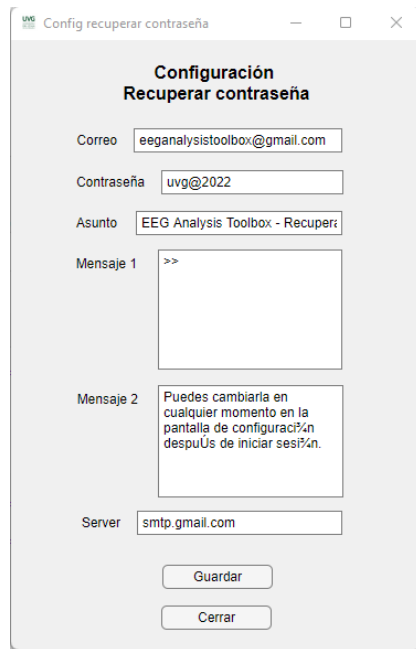 UVG Config recuperar contraseña
Configuración
Recuperar contraseña
Correo eeganalysistoolbox@gmail.com
Contraseña uvg@2022
Asunto EEG Analysis Toolbox - Recupera
Mensaje 1 >>
Mensaje 2 Puedes cambiarla en
cualquier momento en la
pantalla de configuraci¾n
despuÚs de iniciar sesi¾n.
Server smtp.gmail.com
Guardar
Cerrar